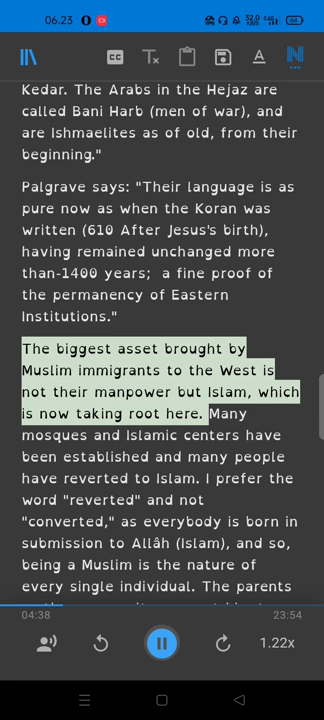 06.23
32.0
68
CC
A
N
Kedar. The Arabs in the Hejaz are
called Bani Harb (men of war), and
are Ishmaelites as of old, from their
beginning."
Palgrave says: "Their language is as
pure now as when the Koran was
written (610 After Jesus's birth),
having remained unchanged more
than-1400 years;  a fine proof of
the permanency of Eastern
Institutions."
The biggest asset brought by
Muslim immigrants to the West is
not their manpower but Islam, which
is now taking root here. Many
mosques and Islamic centers have
been established and many people
have reverted to Islam. I prefer the
word "reverted" and not
"converted," as everybody is born in
submission to Allâh (Islam), and so,
being a Muslim is the nature of
every single individual. The parents
04:38
23:54
1.22x